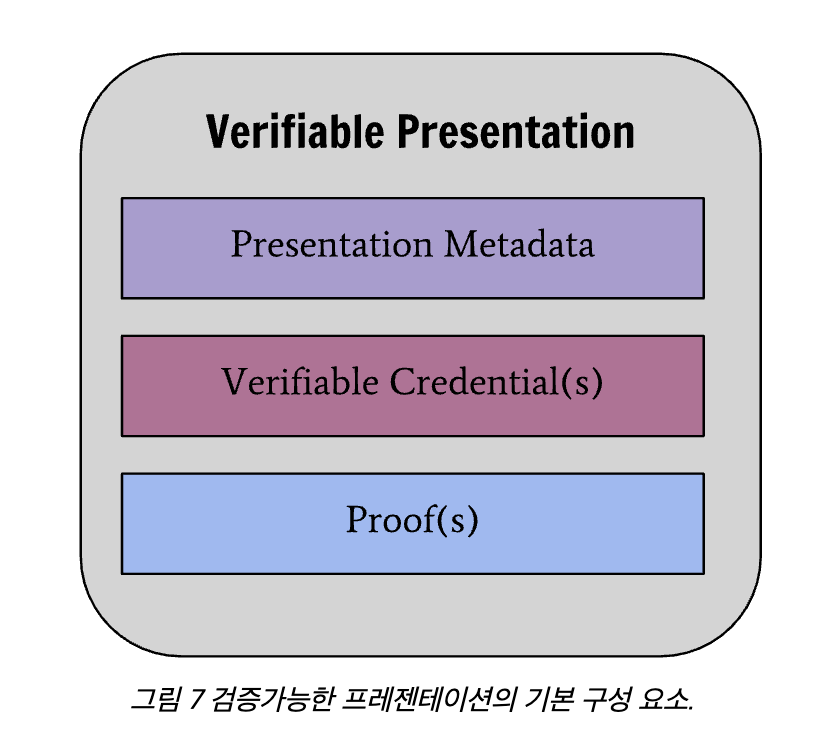 Verifiable Presentation
Presentation Metadata
Verifiable Credential(s)
Proof(s)
그림 7 검증가능한 프레젠테이션의 기본 구성 요소.